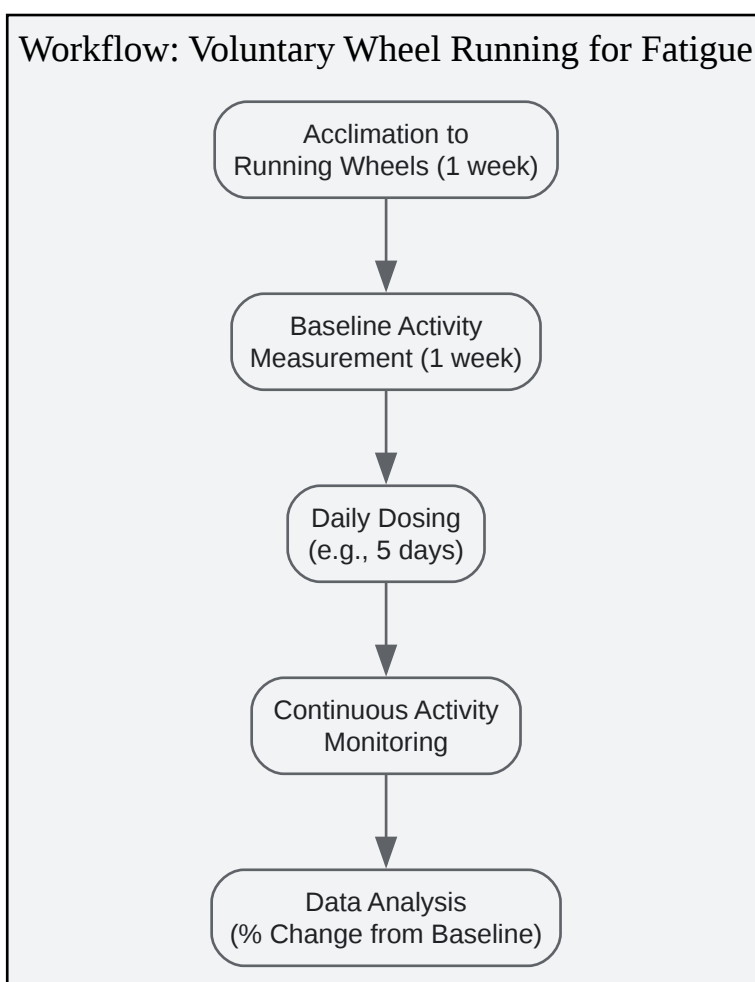 Workflow: Voluntary Wheel Running for Fatigue
Acclimation to
Running Wheels (1 week)
Baseline Activity
Measurement (1 week)
Daily Dosing
(e.g., 5 days)
Continuous Activity
Monitoring
Data Analysis
(% Change from Baseline)